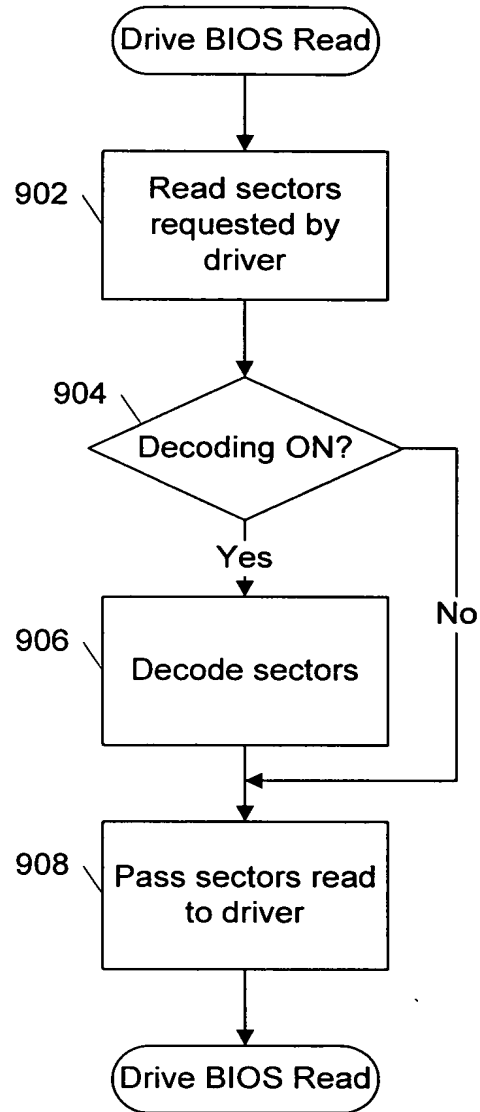 Drive BIOS Read
902
Read sectors
requested by
driver
904
Decoding ON?
Yes
No
906
Decode sectors
908
Pass sectors read
to driver
Drive BIOS Read